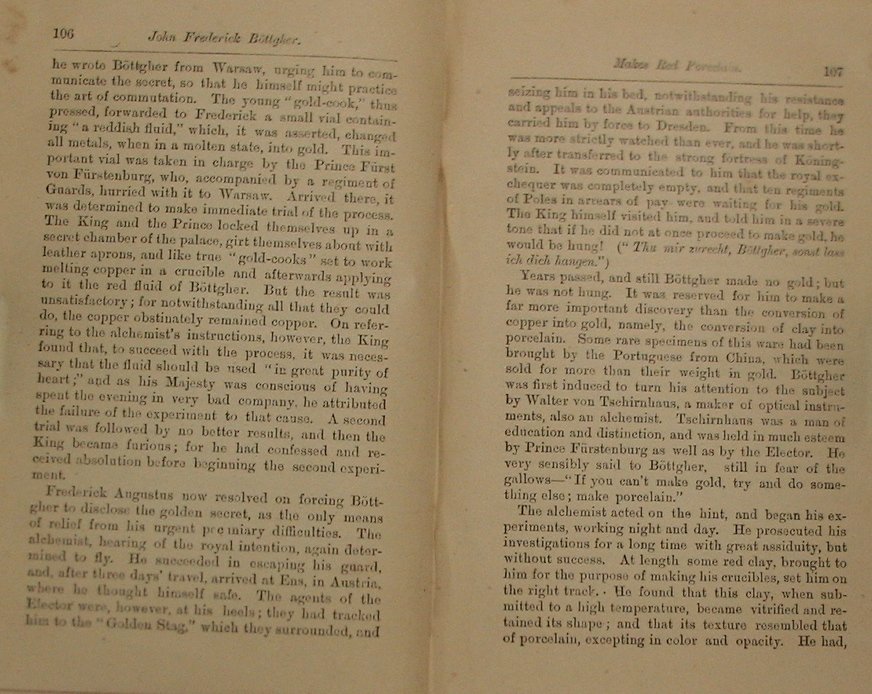 106 John Frederick Böttgher.
he wrote Böttgher from Warsaw, urging him to com-
municate the secret, so that he himself might practice
the art of commutation. The young "gold-cook," thus
pressed, forwarded to Frederick a small vial contain-
ing "a reddish fluid," which, it was asserted, changed
all metals, when in a molten state, into gold. This im-
portant vial was taken in charge by the Prince Fürst
von Fürstenburg, who, accompanied by a regiment of
Guards, hurried with it to Warsaw. Arrived there, it
was determined to make immediate trial of the process.
The King and the Prince locked themselves up in a
secret chamber of the palace, girt themselves about with
leather aprons, and like true "gold-cooks" set to work
melting copper in a crucible and afterwards applying
to it the red fluid of Böttgher. But the result was
unsatisfactory; for notwithstanding all that they could
do, the copper obstinately remained copper. On refer-
ring to the alchemist's instructions, however, the King
found that, to succeed with the process, it was neces-
sary that the fluid should be used "in great purity of
heart;" and as his Majesty was conscious of having
spent the evening in very bad company, he attributed
the failure of the experiment to that cause. A second
trial was followed by no better results, and then the
King became furious; for he had confessed and re-
ceived absolution before beginning the second experi-
ment.
Frederick Augustus now resolved on forcing Bött-
gher to disclose the golden secret, as the only means
of relief from his urgent pecuniary difficulties. The
alchemist, hearing of the royal intention, again deter-
mined to fly. He succeeded in escaping his guard,
and, after three days' travel, arrived at Ens, in Austria,
where he thought himself safe. The agents of the
Elector were, however, at his heels; they had tracked
him to the "Golden Stag," which they surrounded, and
Makes Red Porcelain. 107
seizing him in his bed, notwithstanding his resistance
and appeals to the Austrian authorities for help, they
carried him by force to Dresden. From this time he
was more strictly watched than ever, and he was short-
ly after transferred to the strong fortress of Köning-
stein. It was communicated to him that the royal ex-
chequer was completely empty, and that ten regiments
of Poles in arrears of pay were waiting for his gold.
The King himself visited him, and told him in a severe
tone that if he did not at once proceed to make gold, he
would be hung! ("Thu mir zurecht, Böttgher, sonst lass
ich dich hangen.")
Years passed, and still Böttgher made no gold; but
he was not hung. It was reserved for him to make a
far more important discovery than the conversion of
copper into gold, namely, the conversion of clay into
porcelain. Some rare specimens of this ware had been
brought by the Portuguese from China, which were
sold for more than their weight in gold. Böttgher
was first induced to turn his attention to the subject
by Walter von Tschirnhaus, a maker of optical instru-
ments, also an alchemist. Tschirnhaus was a man of
education and distinction, and was held in much esteem
by Prince Fürstenburg as well as by the Elector. He
very sensibly said to Böttgher, still in fear of the
gallows—"If you can't make gold, try and do some-
thing else; make porcelain."
The alchemist acted on the hint, and began his ex-
periments, working night and day. He prosecuted his
investigations for a long time with great assiduity, but
without success. At length some red clay, brought to
him for the purpose of making his crucibles, set him on
the right track. He found that this clay, when sub-
mitted to a high temperature, became vitrified and re-
tained its shape; and that its texture resembled that
of porcelain, excepting in color and opacity. He had,